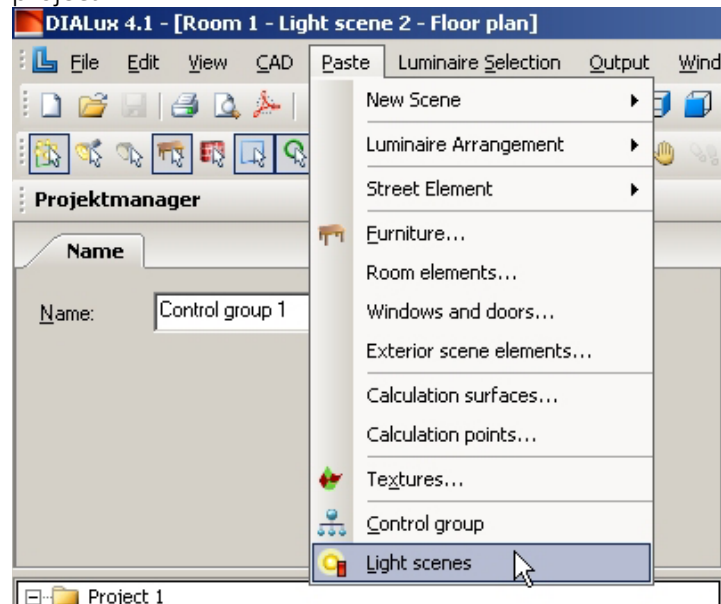 project.
DIALux 4.1 - [Room 1 - Light scene 2 - Floor plan]
File Edit View CAD Paste Luminaire Selection Output Wind
New Scene
Luminaire Arrangement
Street Element
Projektmanager
Furniture...
Name
Room elements...
Name: Control group 1
Windows and doors...
Exterior scene elements...
Calculation surfaces...
Calculation points...
Textures...
Control group
Light scenes
Project 1